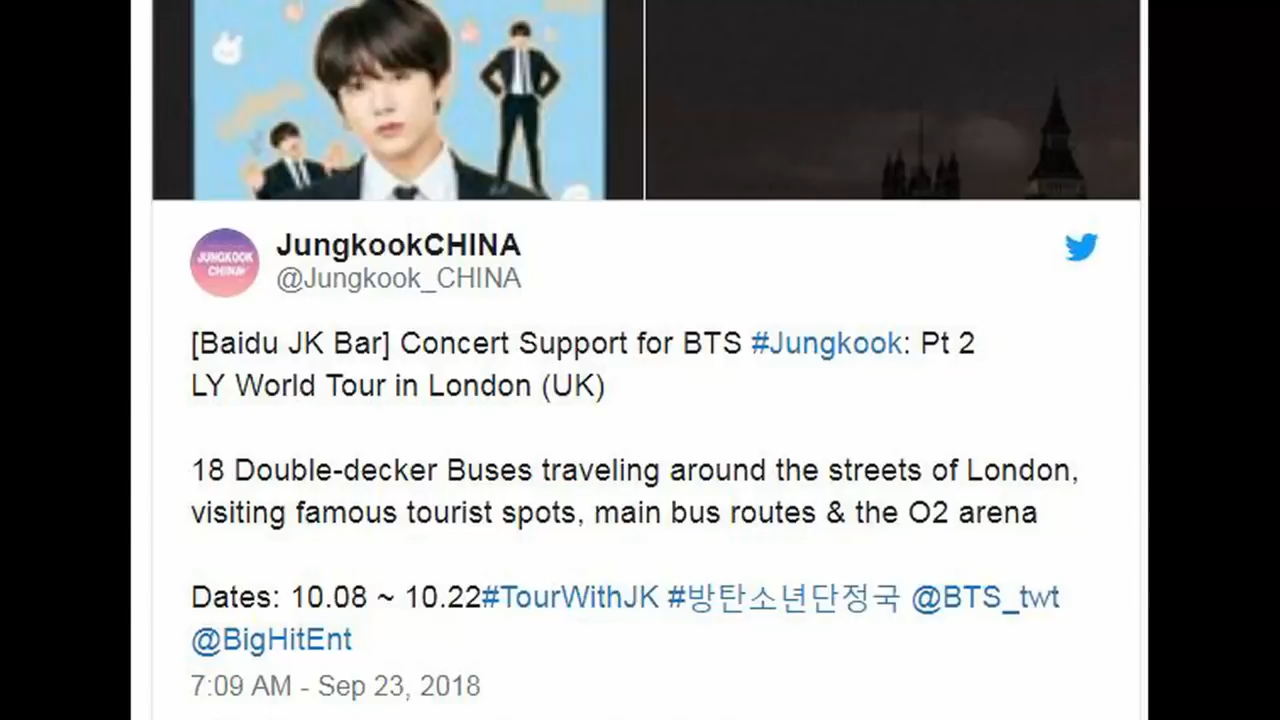 JUNGKOOK
CHINA
JungkookCHINA
@Jungkook_CHINA
[Baidu JK Bar] Concert Support for BTS #Jungkook: Pt 2
LY World Tour in London (UK)
18 Double-decker Buses traveling around the streets of London,
visiting famous tourist spots, main bus routes & the O2 arena
Dates: 10.08 ~ 10.22#TourWithJK #방탄소년단정국 @BTS_twt
@BigHitEnt
7:09 AM - Sep 23, 2018